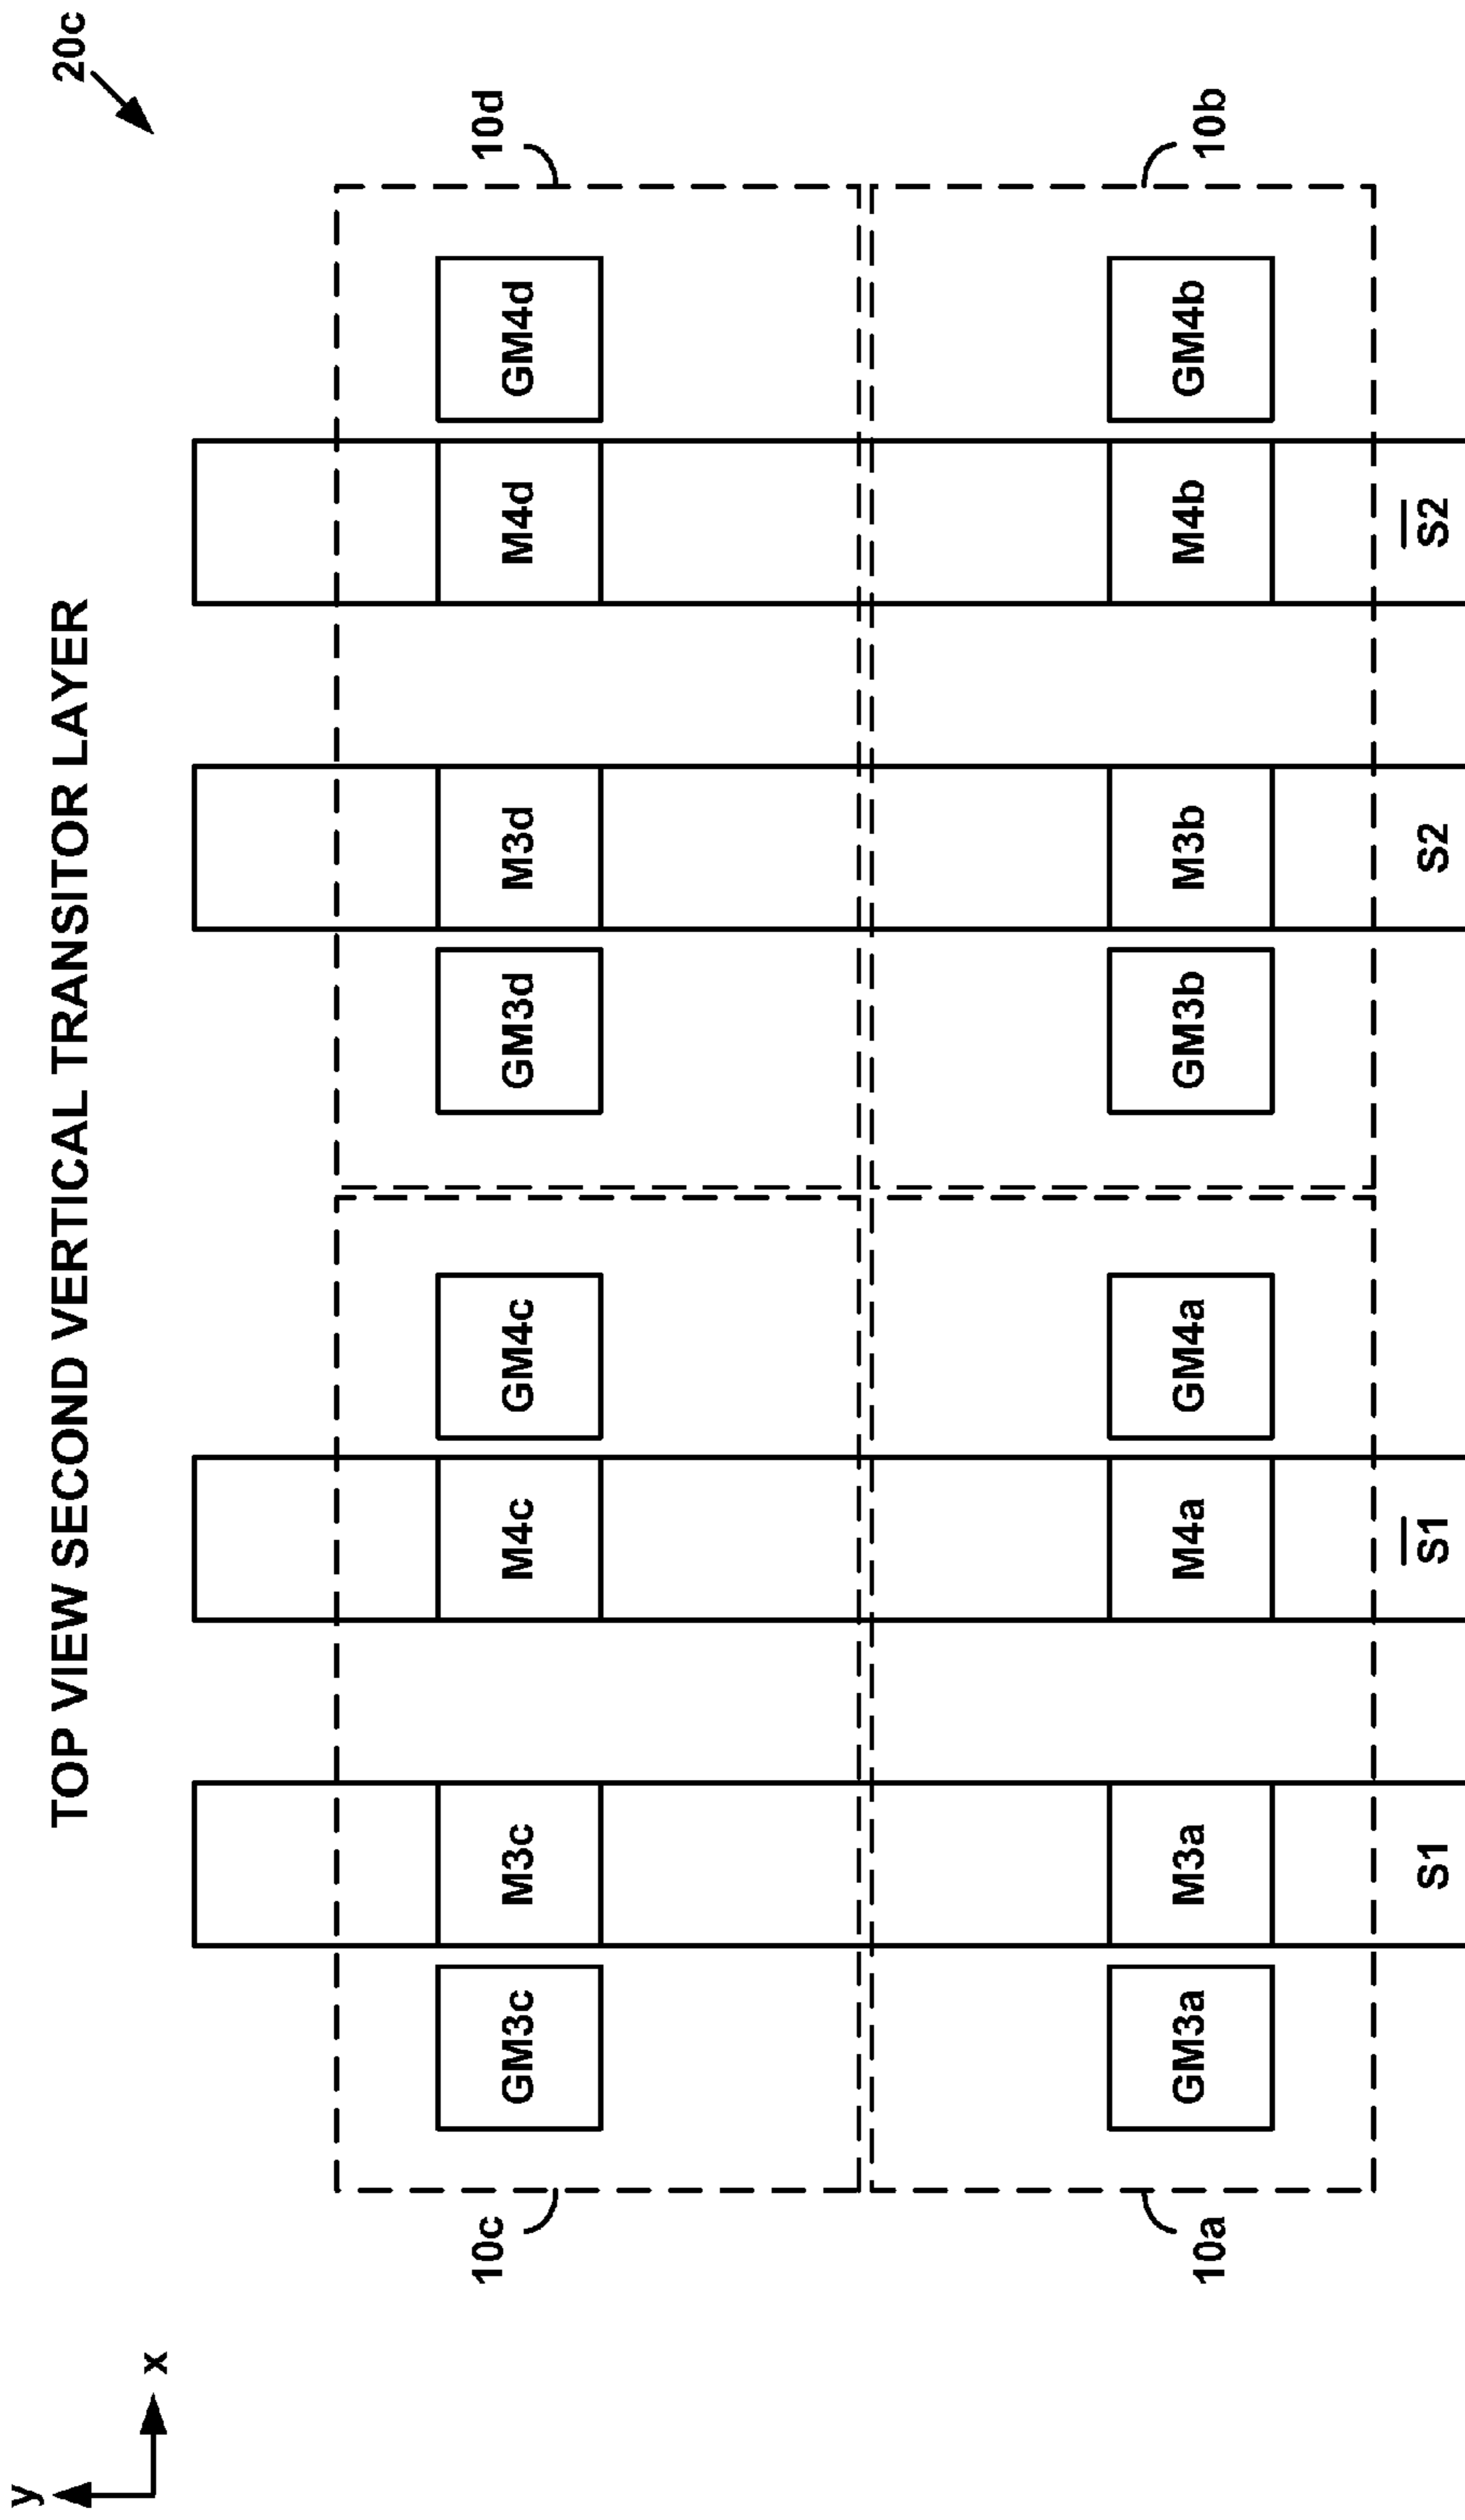 y
TOP VIEW SECOND VERTICAL TRANSITOR LAYER
20c
x
10c
10d
GM3c M3c M4c GM4c GM3d M3d M4d GM4d
GM3a M3a M4a GM4a GM3b M3b M4b GM4b
10a
10b
S1 S̅1̅ S2 S̅2̅